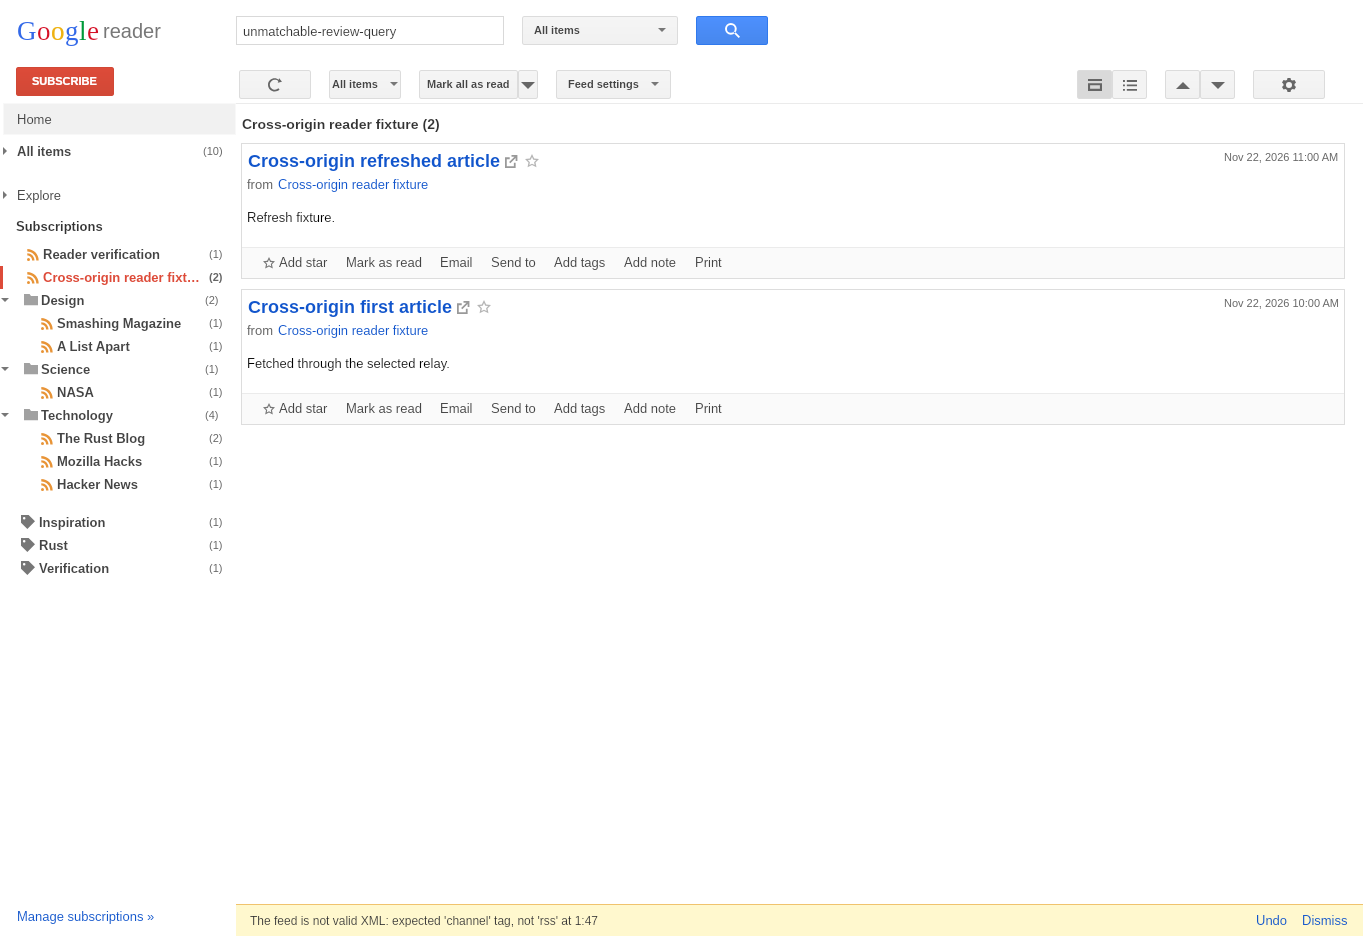 Google reader
unmatchable-review-query
All items
SUBSCRIBE
All items
Mark all as read
Feed settings
Home
All items (10)
Explore
Subscriptions
Reader verification (1)
Cross-origin reader fixt… (2)
Design (2)
Smashing Magazine (1)
A List Apart (1)
Science (1)
NASA (1)
Technology (4)
The Rust Blog (2)
Mozilla Hacks (1)
Hacker News (1)
Inspiration (1)
Rust (1)
Verification (1)
Manage subscriptions »
Cross-origin reader fixture (2)
Cross-origin refreshed article
Nov 22, 2026 11:00 AM
from Cross-origin reader fixture
Refresh fixture.
Add star Mark as read Email Send to Add tags Add note Print
Cross-origin first article
Nov 22, 2026 10:00 AM
from Cross-origin reader fixture
Fetched through the selected relay.
Add star Mark as read Email Send to Add tags Add note Print
The feed is not valid XML: expected 'channel' tag, not 'rss' at 1:47
Undo Dismiss